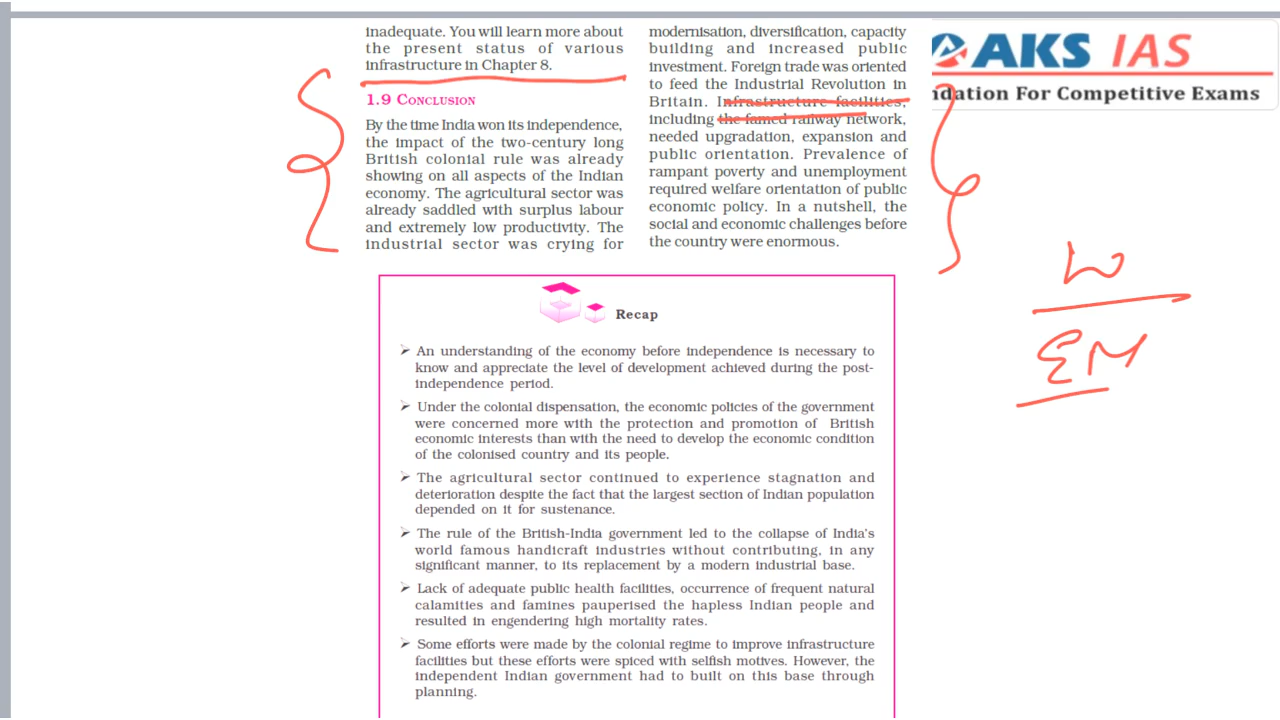 inadequate. You will learn more about
the present status of various
infrastructure in Chapter 8.
1.9 CONCLUSION
By the time India won its independence,
the impact of the two-century long
British colonial rule was already
showing on all aspects of the Indian
economy. The agricultural sector was
already saddled with surplus labour
and extremely low productivity. The
industrial sector was crying for
modernisation, diversification, capacity
building and increased public
investment. Foreign trade was oriented
to feed the Industrial Revolution in
Britain. Infrastructure facilities,
including the famed railway network,
needed upgradation, expansion and
public orientation. Prevalence of
rampant poverty and unemployment
required welfare orientation of public
economic policy. In a nutshell, the
social and economic challenges before
the country were enormous.
AKS IAS
ndation For Competitive Exams
W
EM
Recap
➢ An understanding of the economy before independence is necessary to
know and appreciate the level of development achieved during the post-
independence period.
➢ Under the colonial dispensation, the economic policies of the government
were concerned more with the protection and promotion of British
economic interests than with the need to develop the economic condition
of the colonised country and its people.
➢ The agricultural sector continued to experience stagnation and
deterioration despite the fact that the largest section of Indian population
depended on it for sustenance.
➢ The rule of the British-India government led to the collapse of India's
world famous handicraft industries without contributing, in any
significant manner, to its replacement by a modern industrial base.
➢ Lack of adequate public health facilities, occurrence of frequent natural
calamities and famines pauperised the hapless Indian people and
resulted in engendering high mortality rates.
➢ Some efforts were made by the colonial regime to improve infrastructure
facilities but these efforts were spiced with selfish motives. However, the
independent Indian government had to built on this base through
planning.